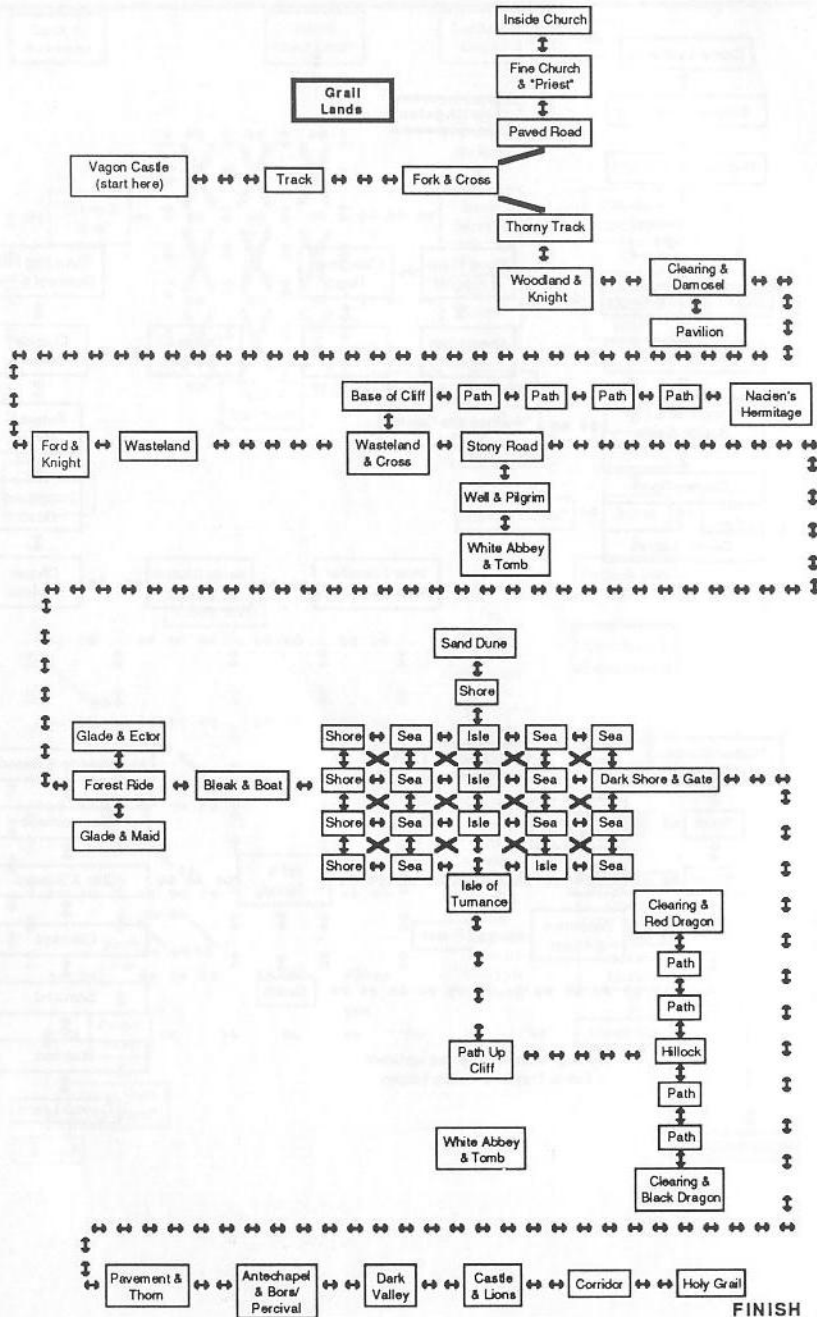 Inside Church
Fine Church
& "Priest"
Grail
Lands
Paved Road
Vagon Castle
(start here)
Track
Fork & Cross
Thorny Track
Woodland &
Knight
Clearing &
Damosel
Pavilion
Base of Cliff
Path
Path
Path
Path
Nacien's
Hermitage
Ford &
Knight
Wasteland
Wasteland
& Cross
Stony Road
Well & Pilgrim
White Abbey
& Tomb
Sand Dune
Shore
Glade & Ector
Shore
Sea
Isle
Sea
Sea
Forest Ride
Bleak & Boat
Shore
Sea
Isle
Sea
Dark Shore & Gate
Glade & Maid
Shore
Sea
Isle
Sea
Sea
Shore
Sea
Isle
Sea
Isle of
Turnance
Clearing &
Red Dragon
Path
Path
Path Up
Cliff
Hillock
Path
White Abbey
& Tomb
Path
Clearing &
Black Dragon
Pavement &
Thorn
Antechapel
& Bors/
Percival
Dark
Valley
Castle
& Lions
Corridor
Holy Grail
FINISH